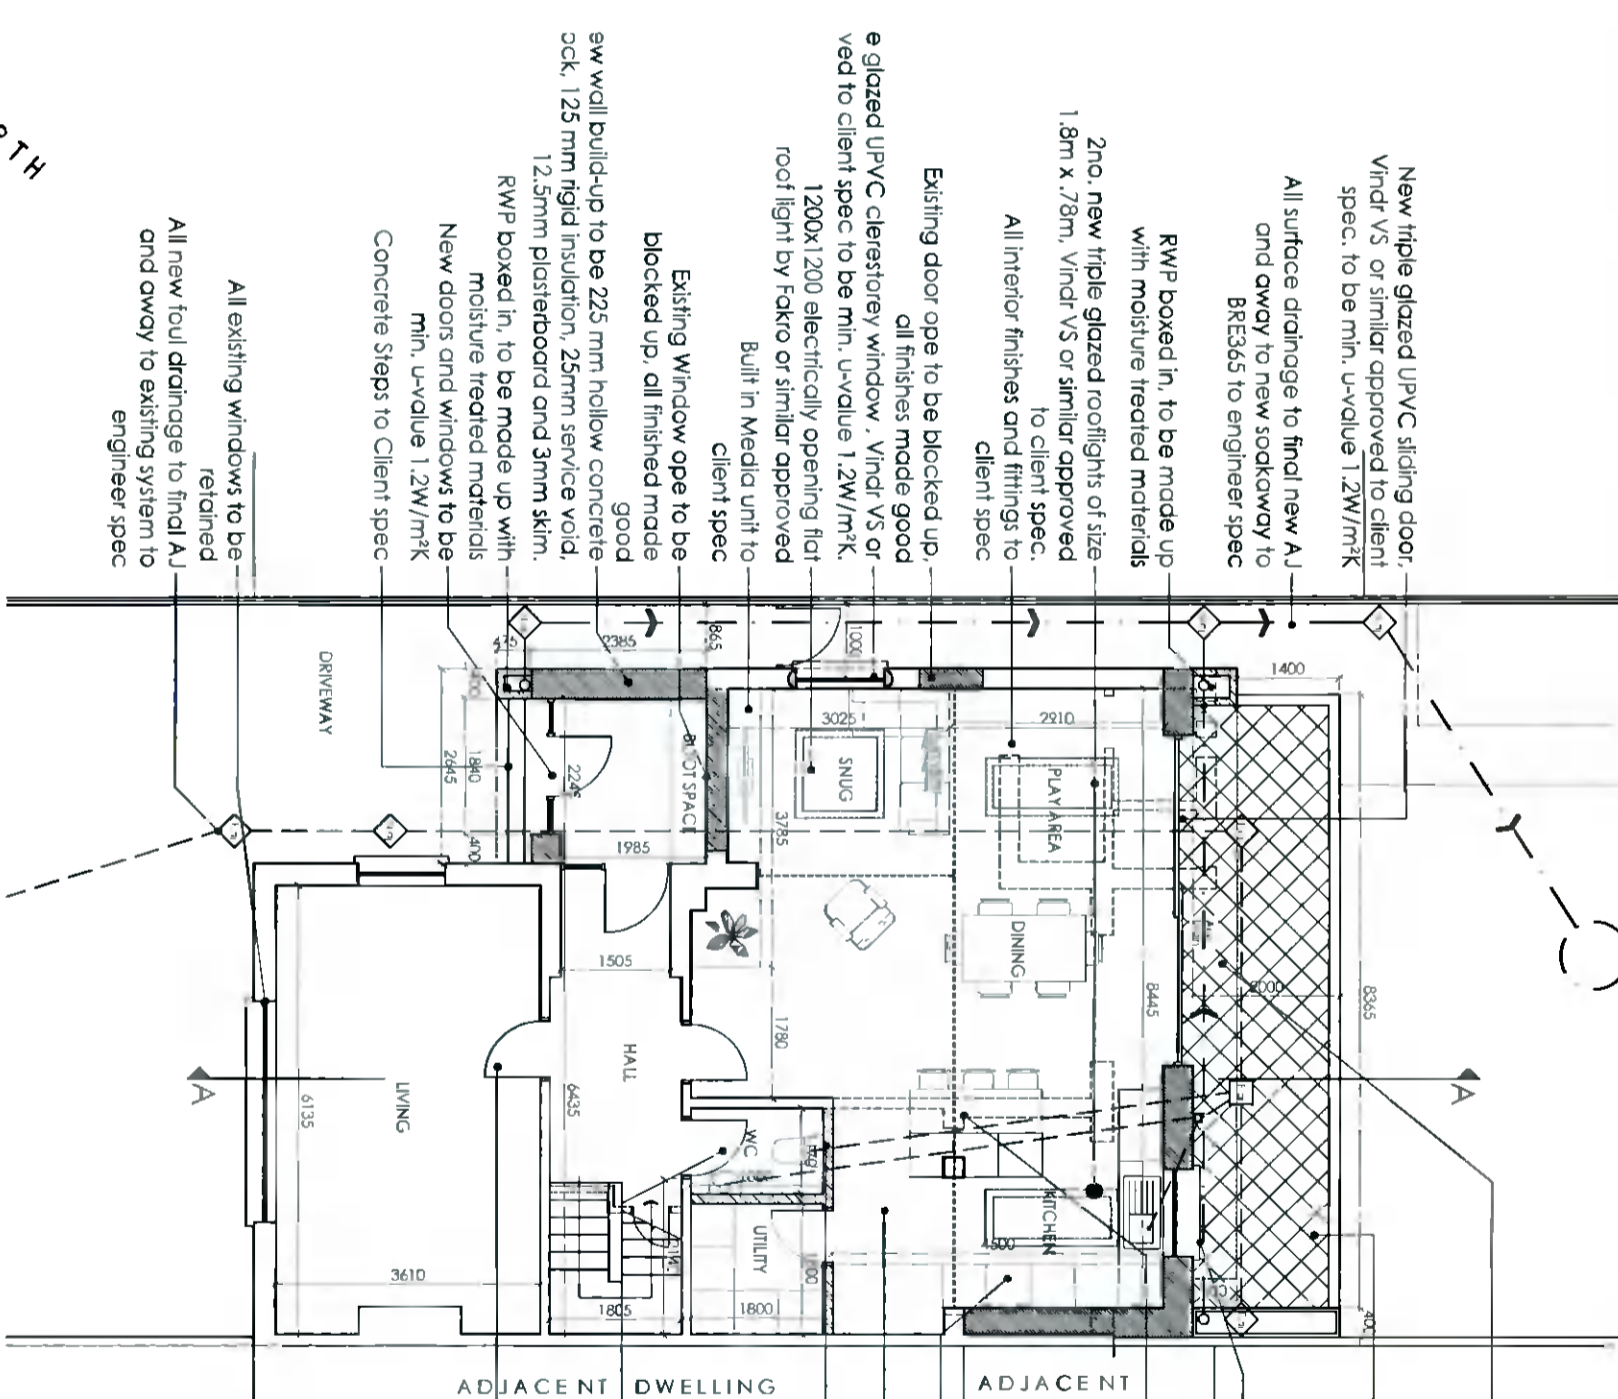 New triple glazed UPVC sliding door,
Vindr VS or similar approved to client
spec. to be min. u-value 1.2W/m²K
All surface drainage to final new AJ
and away to new soakaway to
BRE365 to engineer spec
RWP boxed in, to be made up
with moisture treated materials
2no. new triple glazed rooflights of size
1.8m x .78m, Vindr VS or similar approved
to client spec.
All interior finishes and fittings to
client spec
Existing door ope to be blocked up,
all finishes made good
e glazed UPVC clerestorey window, Vindr VS or
ved to client spec to be min. u-value 1.2W/m²K.
1200x1200 electrically opening flat
roof light by Fakro or similar approved
Built in Media unit to
client spec
Existing Window ope to be
blocked up, all finished made
good
ew wall build-up to be 225 mm hollow concrete
ock, 125 mm rigid insulation, 25mm service void,
12.5mm plasterboard and 3mm skim.
RWP boxed in, to be made up with
moisture treated materials
New doors and windows to be
min. u-value 1.2W/m²K
Concrete Steps to Client spec
All existing windows to be
retained
All new foul drainage to final AJ
and away to existing system to
engineer spec
RTH
DRIVEWAY
865
2385
475
1000
1400
400
1840
2645
400
BOOT SPACE
1985
3025
SNUG
3785
2910
PLAY AREA
DINING
8445
2000
8365
1505
1780
HALL
6435
LIVING
6135
3610
WC
UTILITY
1800
1805
KITCHEN
4500
400
A
A
ADJACENT DWELLING
ADJACENT